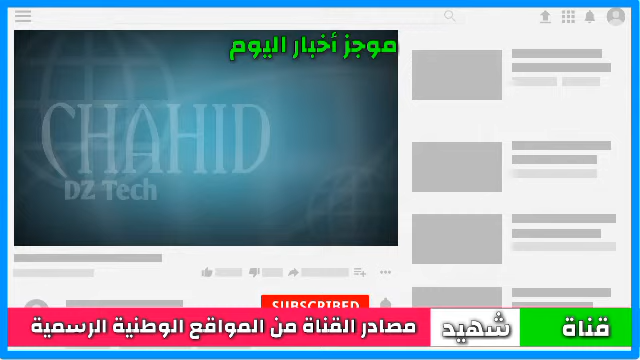 موجز أخبار اليوم
CHAHID
DZ Tech
SUBSCRIBED
قناة شهيد مصادر القناة من المواقع الوطنية الرسمية